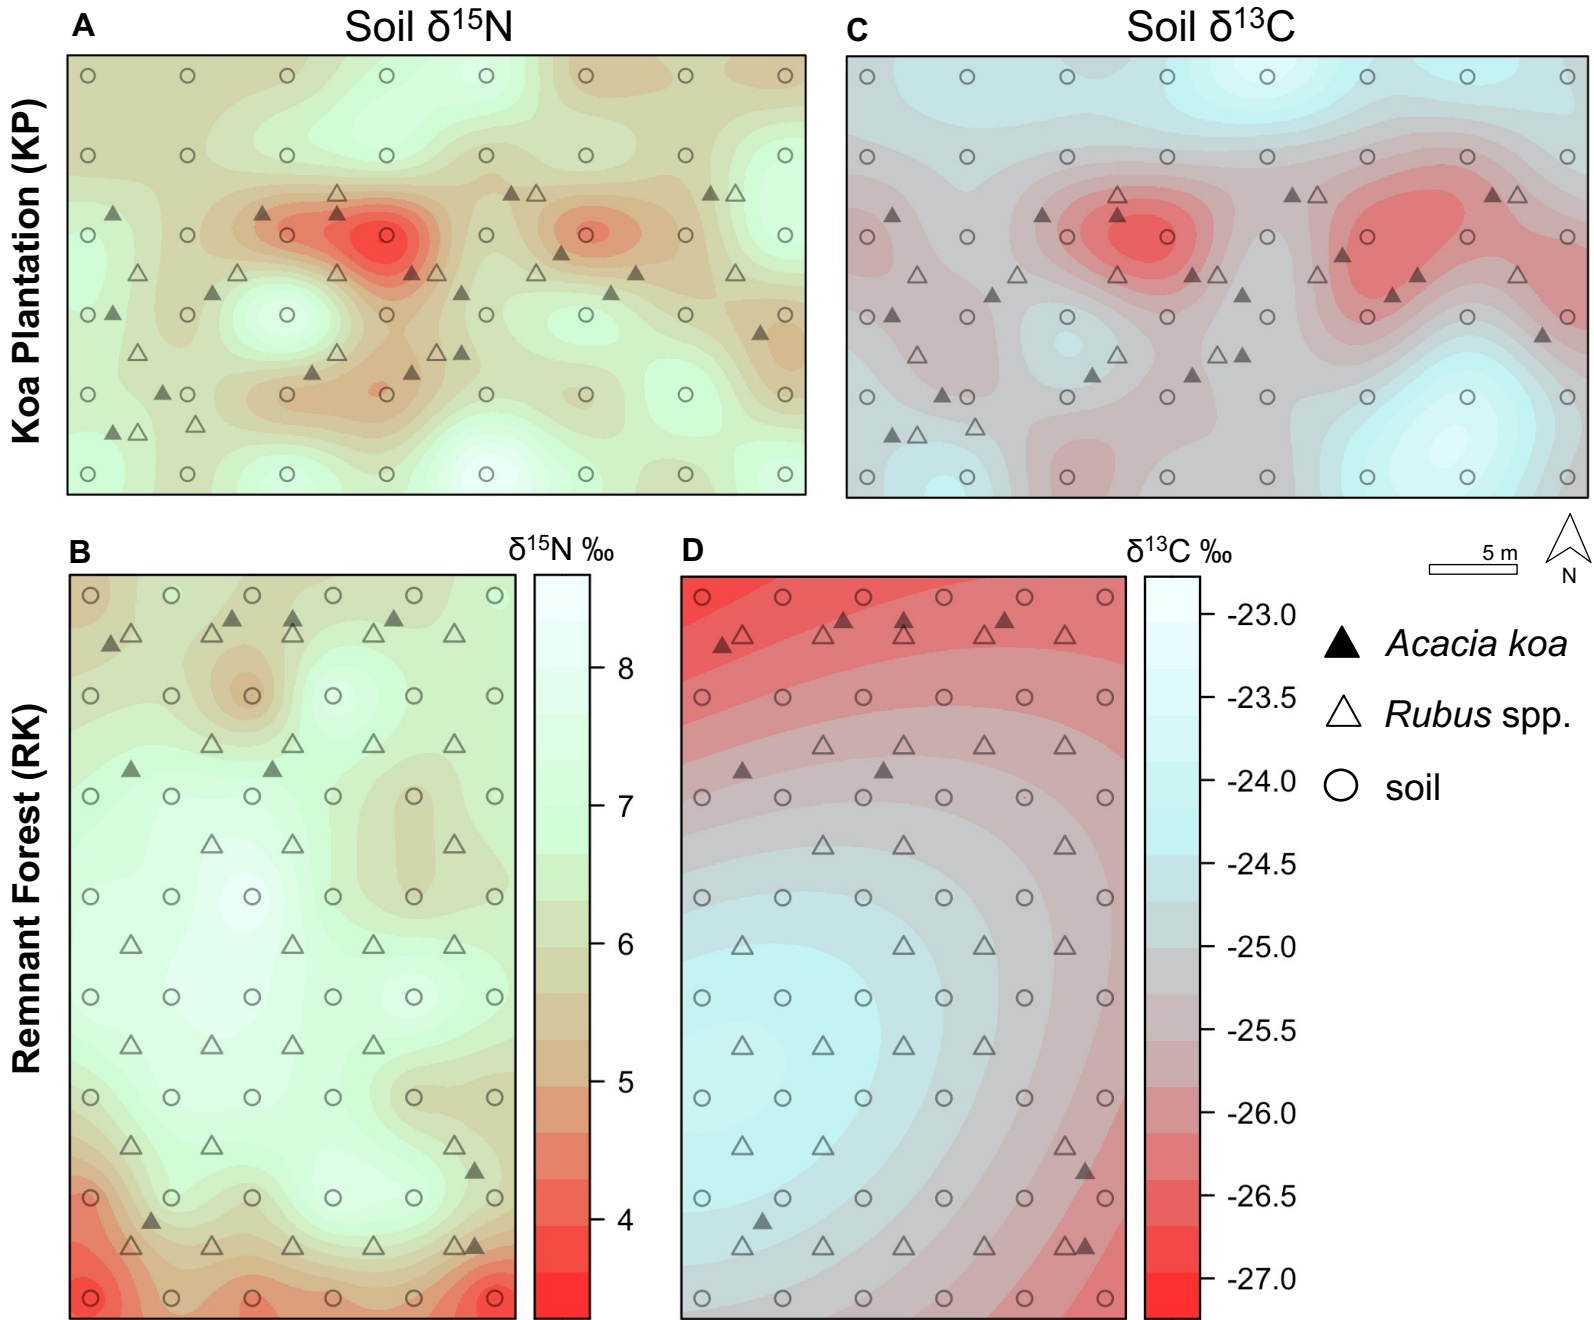 A Soil δ¹⁵N
C Soil δ¹³C
Koa Plantation (KP)
B δ¹⁵N ‰
D δ¹³C ‰
5 m
N
Remnant Forest (RK)
8
7
6
5
4
-23.0
-23.5
-24.0
-24.5
-25.0
-25.5
-26.0
-26.5
-27.0
Acacia koa
Rubus spp.
soil